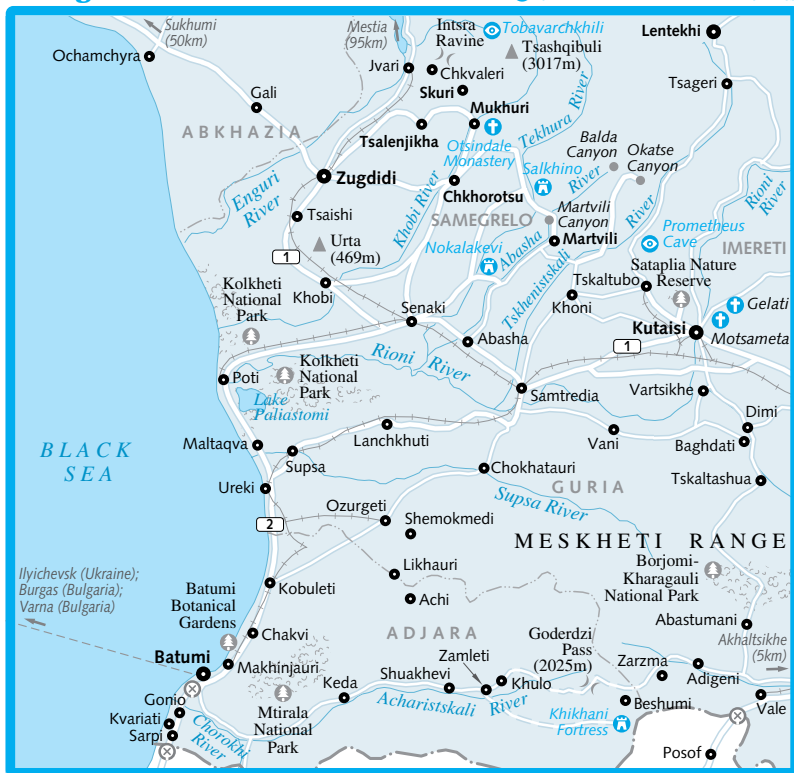 Sukhumi
(50km)
Mestia
(95km)
Intsra
Ravine
Tobavarchkhili
Tsashqibuli
(3017m)
Lentekhi
Ochamchyra
Jvari
Chkvaleri
Skuri
Tsageri
Gali
Mukhuri
ABKHAZIA
Tsalenjikha
Otsindale
Monastery
Tekhura River
Balda
Canyon
Okatse
Canyon
Zugdidi
Salkhino
River
River
Rioni
River
Enguri
River
Chkhorotsu
Khobi River
Tsaishi
SAMEGRELO
Martvili
Canyon
Martvili
Prometheus
Cave
IMERETI
Urta
(469m)
Nokalakevi
Abasha
Tskhenistskali
1
Tskaltubo
Sataplia Nature
Reserve
Kolkheti
National
Park
Khobi
Khoni
Gelati
Senaki
Kutaisi
Motsameta
Abasha
1
Rioni River
Kolkheti
National
Park
Poti
Samtredia
Vartsikhe
Lake
Paliastomi
Dimi
Lanchkhuti
Vani
Baghdati
Maltaqva
BLACK
SEA
Supsa
Chokhatauri
Tskaltashua
Ureki
GURIA
Supsa River
Ozurgeti
2
Shemokmedi
MESKHETI RANGE
Borjomi-
Kharagauli
National Park
Ilyichevsk (Ukraine);
Burgas (Bulgaria);
Varna (Bulgaria)
Likhauri
Batumi
Botanical
Gardens
Kobuleti
Achi
Abastumani
Chakvi
ADJARA
Goderdzi
Pass
(2025m)
Akhaltsikhe
(5km)
Batumi
Makhinjauri
Zamleti
Zarzma
Shuakhevi
Khulo
Adigeni
Keda
Gonio
Mtirala
National
Park
Acharistskali
River
Beshumi
Vale
Kvariati
Khikhani
Fortress
Sarpi
Chorokhi
River
Posof